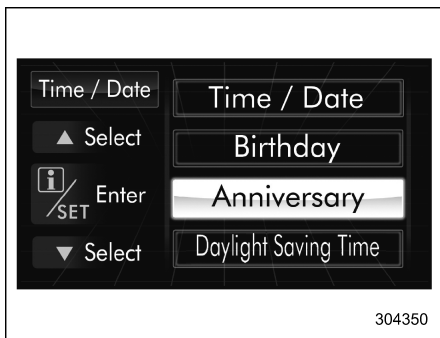 Time / Date
▲ Select
i/SET Enter
▼ Select
Time / Date
Birthday
Anniversary
Daylight Saving Time
304350